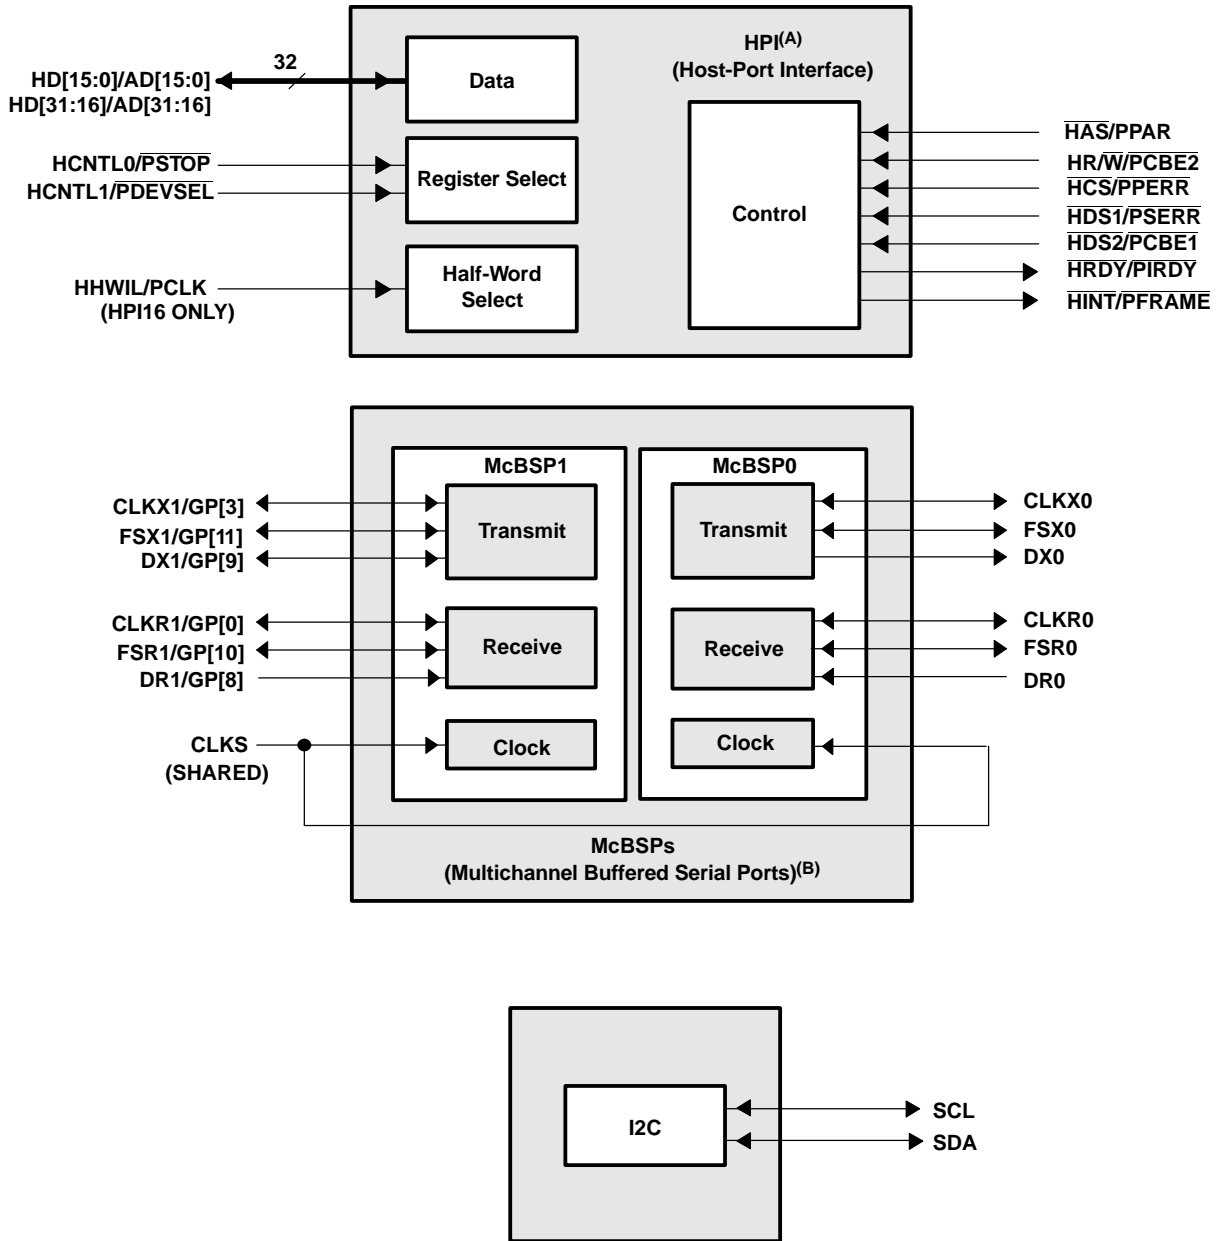 HPI(A)
(Host-Port Interface)
32
HD[15:0]/AD[15:0]
HD[31:16]/AD[31:16]
Data
HCNTL0/PSTOP
HCNTL1/PDEVSEL
Register Select
HHWIL/PCLK
(HPI16 ONLY)
Half-Word
Select
Control
HAS/PPAR
HR/W/PCBE2
HCS/PPERR
HDS1/PSERR
HDS2/PCBE1
HRDY/PIRDY
HINT/PFRAME
McBSP1
McBSP0
CLKX1/GP[3]
FSX1/GP[11]
DX1/GP[9]
Transmit
Transmit
CLKX0
FSX0
DX0
CLKR1/GP[0]
FSR1/GP[10]
DR1/GP[8]
Receive
Receive
CLKR0
FSR0
DR0
CLKS
(SHARED)
Clock
Clock
McBSPs
(Multichannel Buffered Serial Ports)(B)
I2C
SCL
SDA